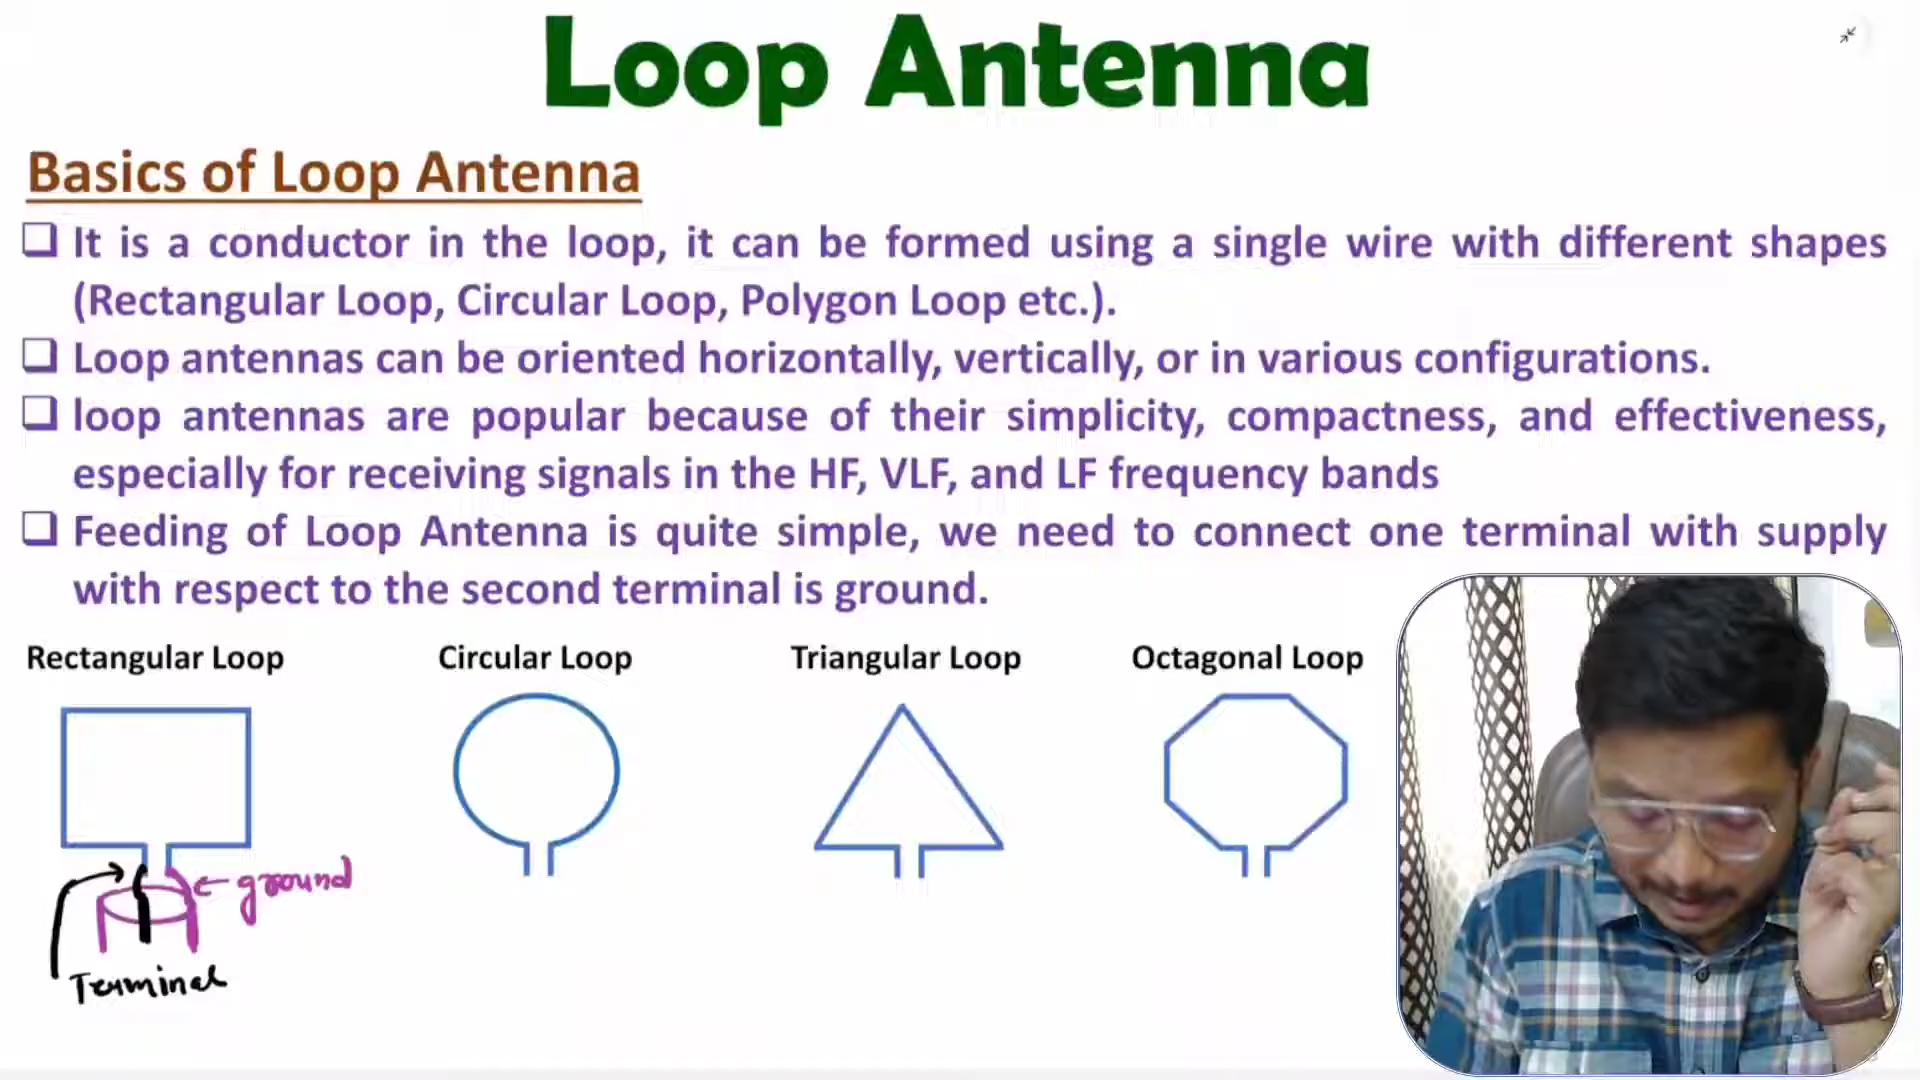 Loop Antenna
Basics of Loop Antenna
It is a conductor in the loop, it can be formed using a single wire with different shapes
(Rectangular Loop, Circular Loop, Polygon Loop etc.).
Loop antennas can be oriented horizontally, vertically, or in various configurations.
loop antennas are popular because of their simplicity, compactness, and effectiveness,
especially for receiving signals in the HF, VLF, and LF frequency bands
Feeding of Loop Antenna is quite simple, we need to connect one terminal with supply
with respect to the second terminal is ground.
Rectangular Loop Circular Loop Triangular Loop Octagonal Loop
ground
Terminal